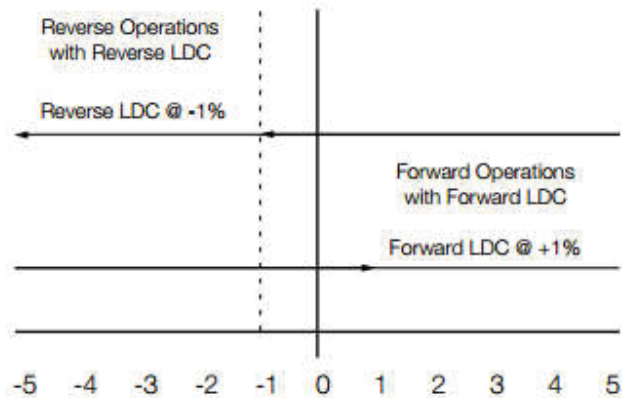 Reverse Operations
with Reverse LDC
Reverse LDC @ -1%
Forward Operations
with Forward LDC
Forward LDC @ +1%
-5 -4 -3 -2 -1 0 1 2 3 4 5